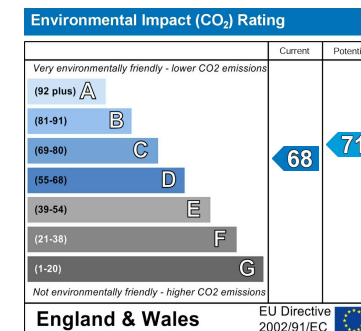 Environmental Impact (CO₂) Rating
Current
Potenti
Very environmentally friendly - lower CO2 emissions
(92 plus) A
(81-91) B
(69-80) C
(55-68) D
(39-54) E
(21-38) F
(1-20) G
68
71
Not environmentally friendly - higher CO2 emissions
England & Wales
EU Directive
2002/91/EC